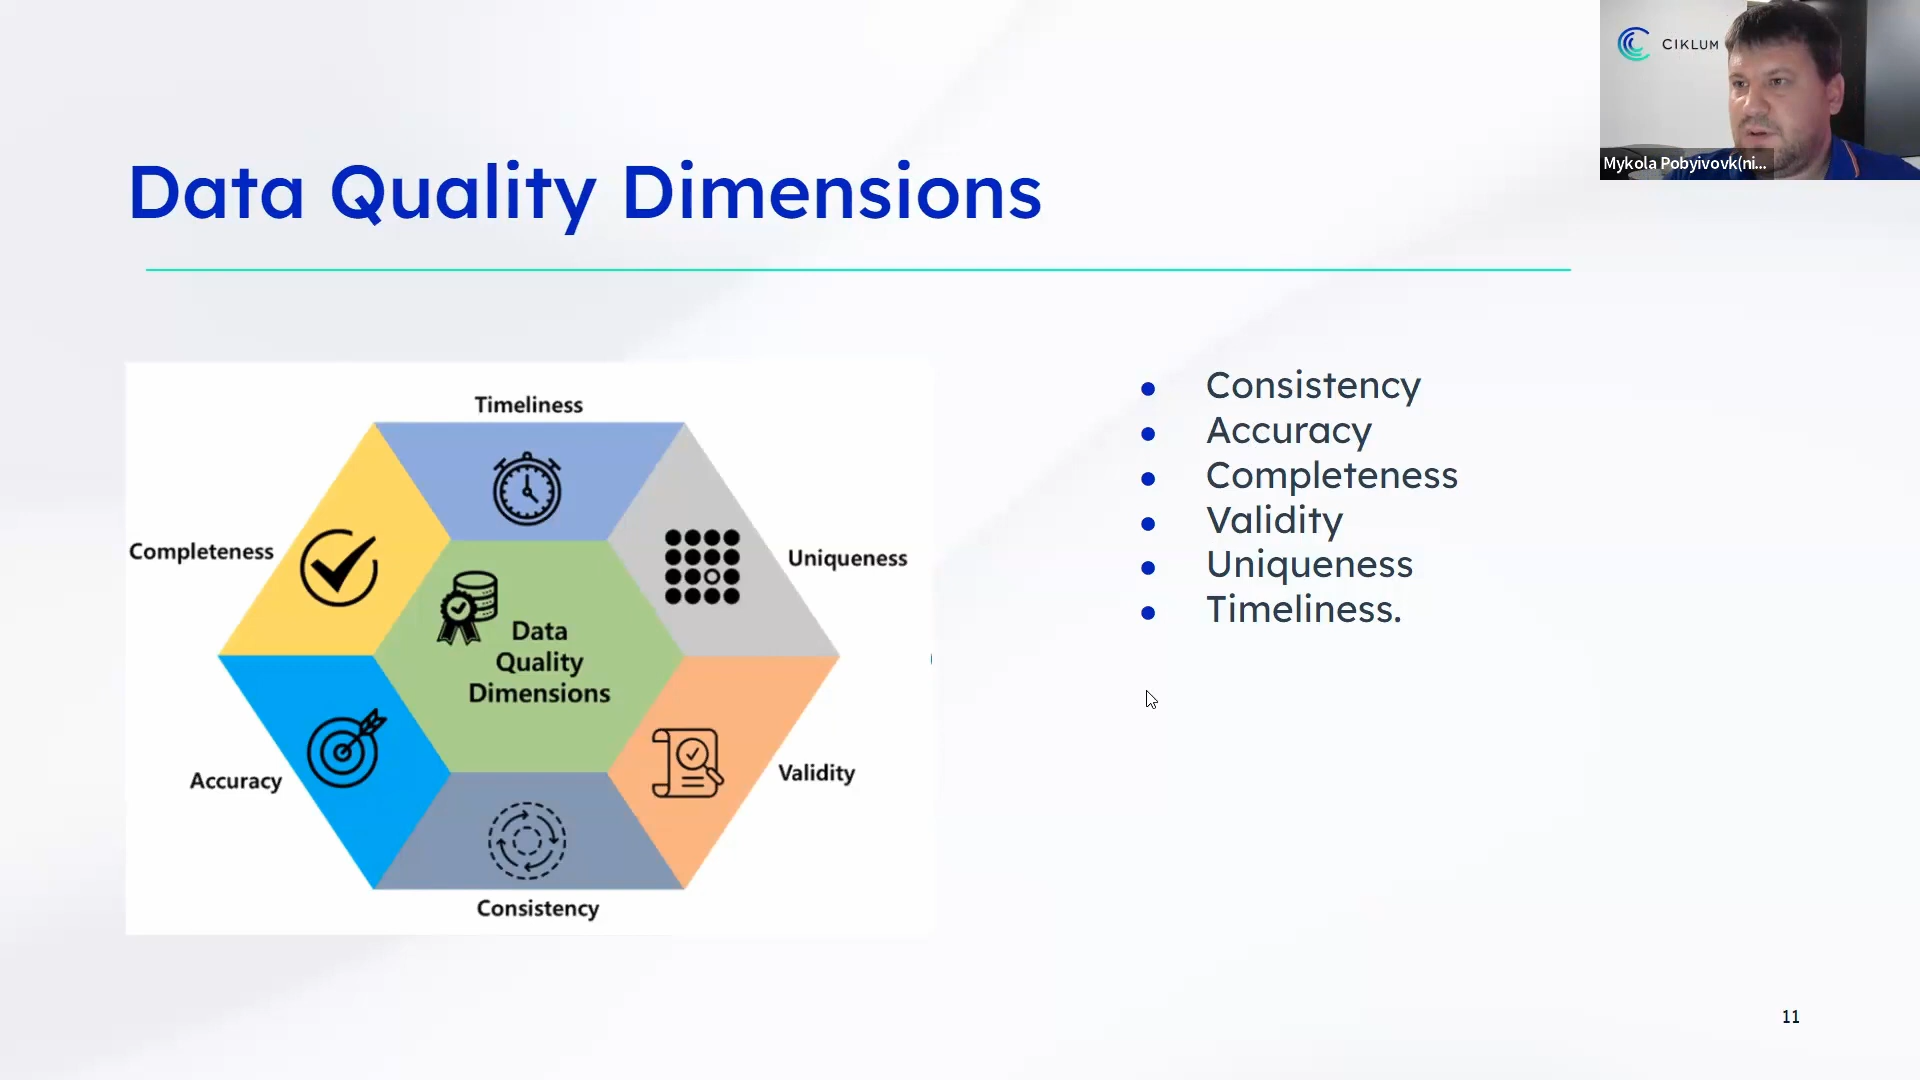 CIKLUM
Mykola Pobyivovk(ni...
Data Quality Dimensions
Timeliness
Completeness
Uniqueness
Data
Quality
Dimensions
Accuracy
Validity
Consistency
• Consistency
• Accuracy
• Completeness
• Validity
• Uniqueness
• Timeliness.
11